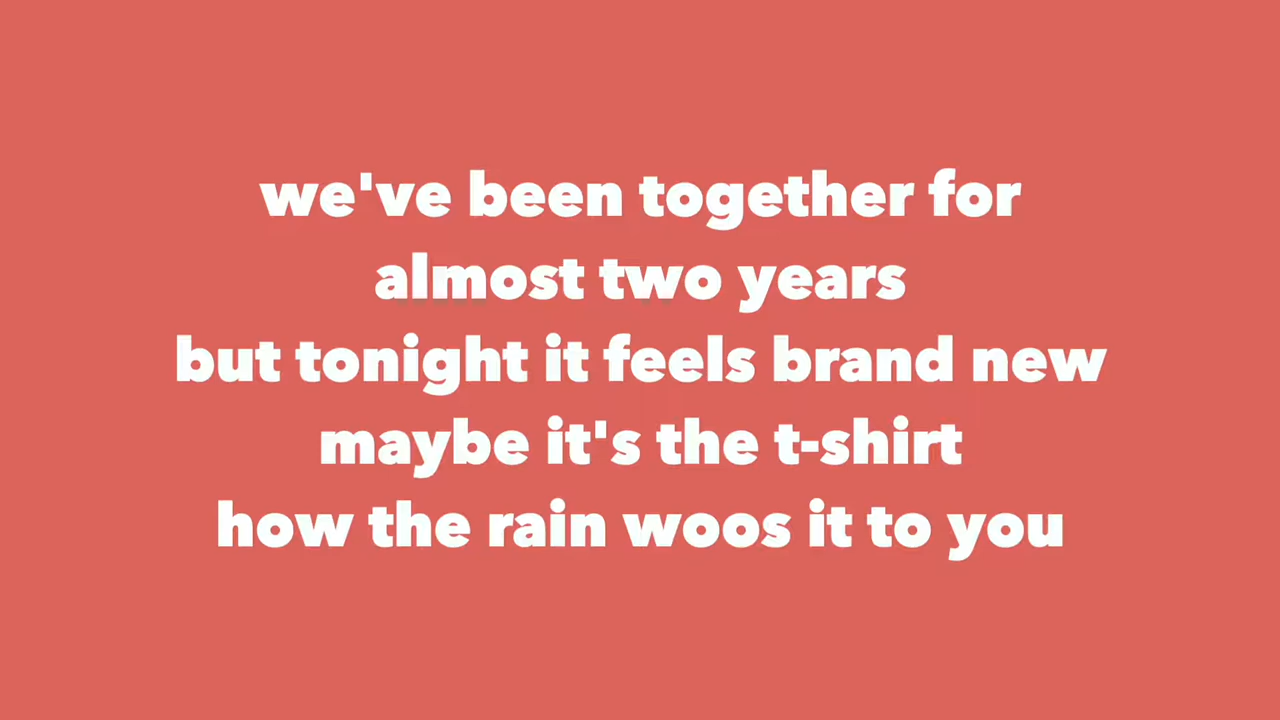 we've been together for
almost two years
but tonight it feels brand new
maybe it's the t-shirt
how the rain woos it to you